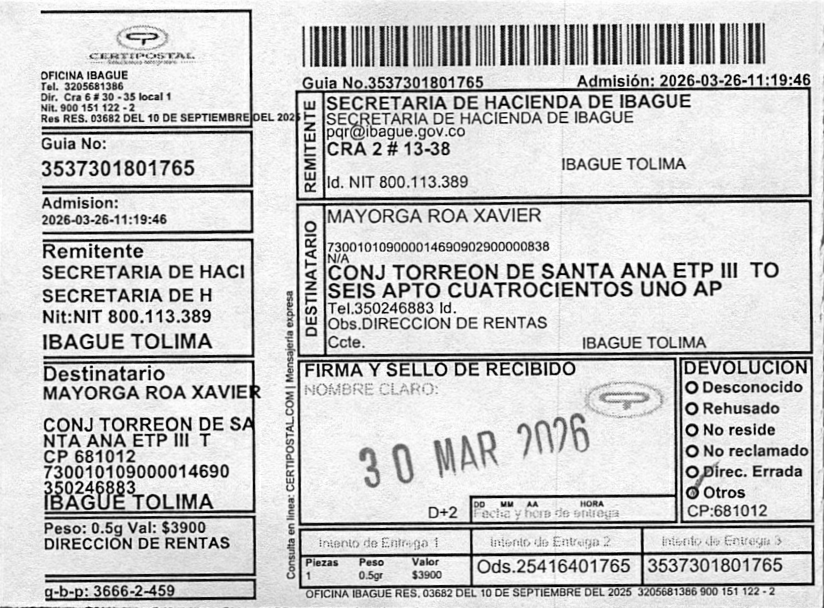 CERTIPOSTAL
OFICINA IBAGUE
Tel. 3205681386
Dir. Cra 6 # 30 - 35 local 1
Nit. 900 151 122 - 2
Res RES. 03682 DEL 10 DE SEPTIEMBRE DEL 2025
Guia No:
3537301801765
Admision:
2026-03-26-11:19:46
Remitente
SECRETARIA DE HACI
SECRETARIA DE H
Nit:NIT 800.113.389
IBAGUE TOLIMA
Destinatario
MAYORGA ROA XAVIER
CONJ TORREON DE SA
NTA ANA ETP III T
CP 681012
730010109000014690
350246883
IBAGUE TOLIMA
Peso: 0.5g Val: $3900
DIRECCIÓN DE RENTAS
g-b-p: 3666-2-459
Consulta en linea: CERTIPOSTAL.COM | Mensajeria expresa
Guia No.3537301801765 Admisión: 2026-03-26-11:19:46
REMITENTE
SECRETARIA DE HACIENDA DE IBAGUE
SECRETARIA DE HACIENDA DE IBAGUE
pqr@ibague.gov.co
CRA 2 # 13-38
IBAGUE TOLIMA
Id. NIT 800.113.389
DESTINATARIO
MAYORGA ROA XAVIER
730010109000014690902900000838
N/A
CONJ TORREON DE SANTA ANA ETP III TO
SEIS APTO CUATROCIENTOS UNO AP
Tel.350246883 Id.
Obs.DIRECCION DE RENTAS
Ccte. IBAGUE TOLIMA
FIRMA Y SELLO DE RECIBIDO
NOMBRE CLARO:
30 MAR 2026
D+2
DD MM AA HORA
Fecha y hora de entrega
DEVOLUCION
Desconocido
Rehusado
No reside
No reclamado
Direc. Errada
Otros
CP:681012
Intento de Entrega 1 Intento de Entrega 2 Intento de Entrega 3
Piezas Peso Valor
1 0.5gr $3900
Ods.25416401765 3537301801765
OFICINA IBAGUE RES. 03682 DEL 10 DE SEPTIEMBRE DEL 2025 3205681386 900 151 122 - 2